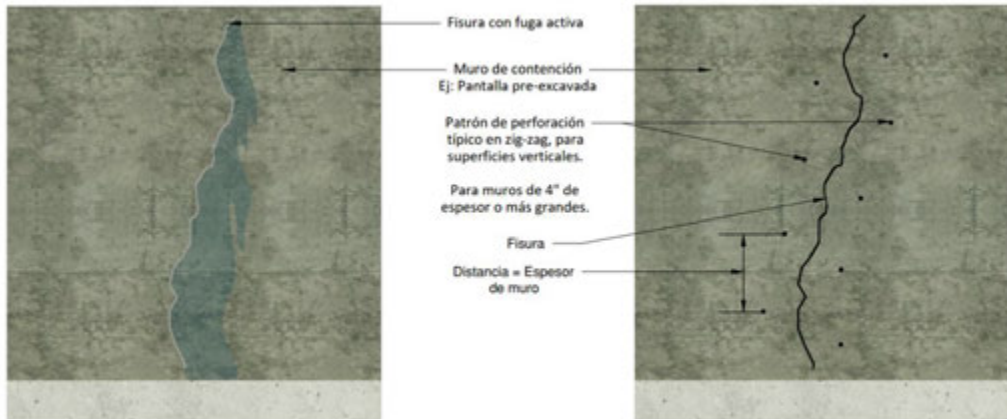 Fisura con fuga activa
Muro de contención
Ej: Pantalla pre-excavada
Patrón de perforación
típico en zig-zag, para
superficies verticales.
Para muros de 4" de
espesor o más grandes.
Fisura
Distancia = Espesor
de muro